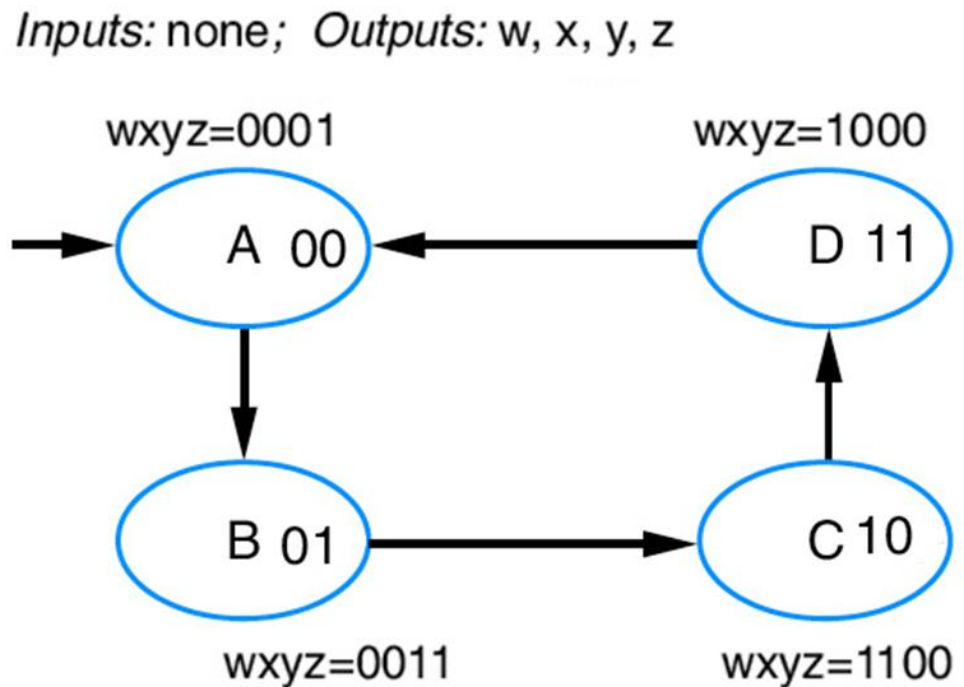 Inputs: none; Outputs: w, x, y, z
wxyz=0001
wxyz=1000
A 00
D 11
B 01
C 10
wxyz=0011
wxyz=1100